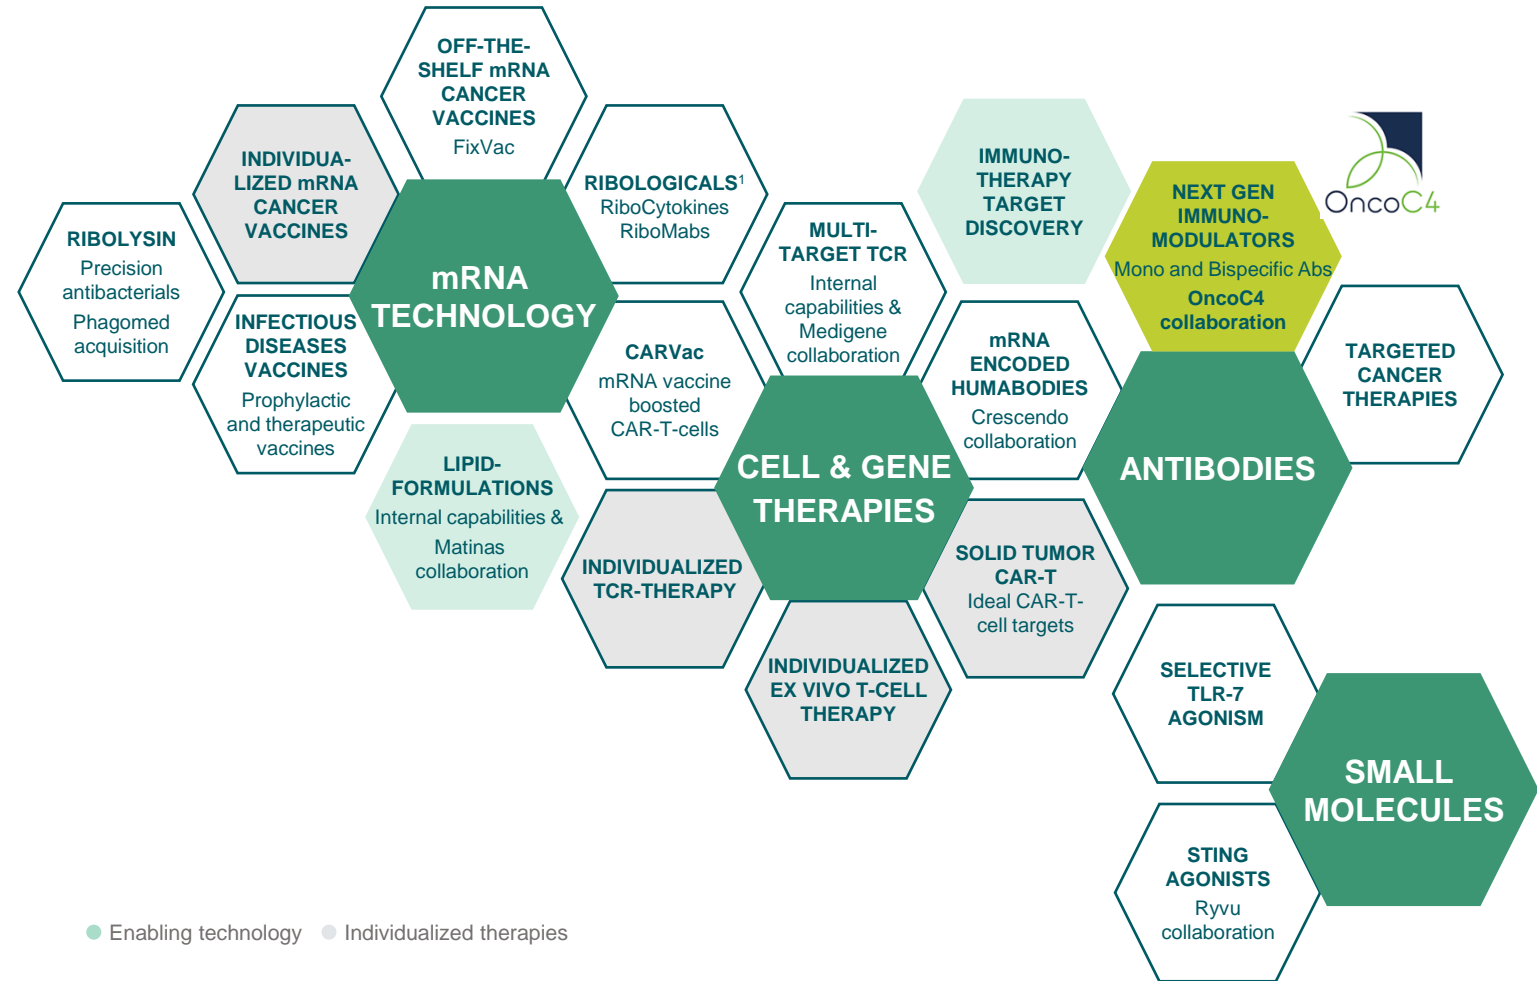 OFF-THE-
SHELF mRNA
CANCER
VACCINES
FixVac
INDIVIDUA-
LIZED mRNA
CANCER
VACCINES
RIBOLOGICALS¹
RiboCytokines
RiboMabs
RIBOLYSIN
Precision
antibacterials
Phagomed
acquisition
mRNA
TECHNOLOGY
INFECTIOUS
DISEASES
VACCINES
Prophylactic
and therapeutic
vaccines
LIPID-
FORMULATIONS
Internal capabilities &
Matinas
collaboration
CARVac
mRNA vaccine
boosted
CAR-T-cells
MULTI-
TARGET TCR
Internal
capabilities &
Medigene
collaboration
CELL & GENE
THERAPIES
INDIVIDUALIZED
TCR-THERAPY
INDIVIDUALIZED
EX VIVO T-CELL
THERAPY
SOLID TUMOR
CAR-T
Ideal CAR-T-
cell targets
IMMUNO-
THERAPY
TARGET
DISCOVERY
mRNA
ENCODED
HUMABODIES
Crescendo
collaboration
NEXT GEN
IMMUNO-
MODULATORS
Mono and Bispecific Abs
OncoC4
collaboration
OncoC4
TARGETED
CANCER
THERAPIES
ANTIBODIES
SELECTIVE
TLR-7
AGONISM
SMALL
MOLECULES
STING
AGONISTS
Ryvu
collaboration
Enabling technology
Individualized therapies